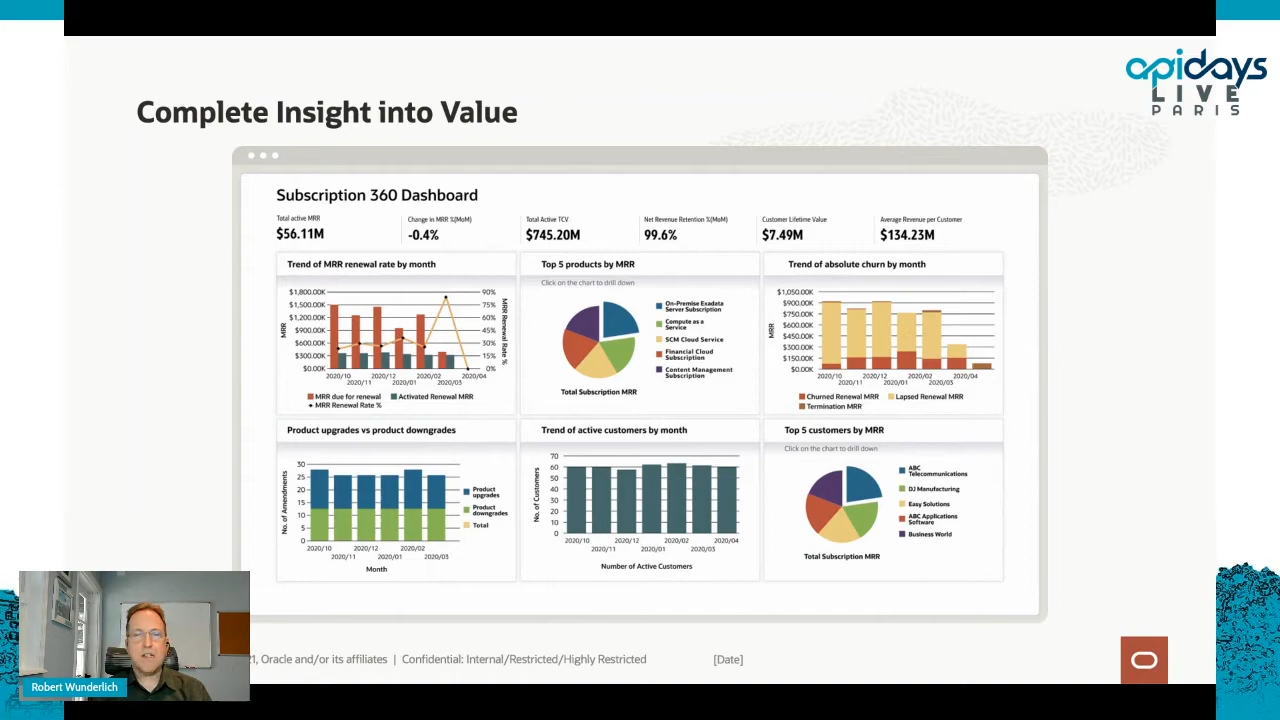 apidays
LIVE
PARIS
Complete Insight into Value
Subscription 360 Dashboard
Total active MRR
$56.11M
Change in MRR %(MoM)
-0.4%
Total Active TCV
$745.20M
Net Revenue Retention %(MoM)
99.6%
Customer Lifetime Value
$7.49M
Average Revenue per Customer
$134.23M
Trend of MRR renewal rate by month
$1,800.00K
$1,500.00K
$1,200.00K
$900.00K
$600.00K
$300.00K
$0.00K
MRR
90%
75%
60%
45%
30%
15%
0%
MRR Renewal Rate %
2020/10 2020/12 2020/02 2020/04
2020/11 2020/01 2020/03
MRR due for renewal Activated Renewal MRR
MRR Renewal Rate %
Top 5 products by MRR
Click on the chart to drill down
On-Premise Exadata
Server Subscription
Compute as a
Service
SCM Cloud Service
Financial Cloud
Subscription
Content Management
Subscription
Total Subscription MRR
Trend of absolute churn by month
$1,050.00K
$900.00K
$750.00K
$600.00K
$450.00K
$300.00K
$150.00K
$0.00K
MRR
2020/10 2020/12 2020/02 2020/04
2020/11 2020/01 2020/03
Churned Renewal MRR Lapsed Renewal MRR
Termination MRR
Product upgrades vs product downgrades
30
25
20
15
10
5
0
No. of Amendments
2020/10 2020/12 2020/02
2020/11 2020/01 2020/03
Month
Product
upgrades
Product
downgrades
Total
Trend of active customers by month
70
60
50
40
30
20
10
0
No. of Customers
2020/10 2020/12 2020/02 2020/04
2020/11 2020/01 2020/03
Number of Active Customers
Top 5 customers by MRR
Click on the chart to drill down
ABC
Telecommunications
DJ Manufacturing
Easy Solutions
ABC Applications
Software
Business World
Total Subscription MRR
1, Oracle and/or its affiliates | Confidential: Internal/Restricted/Highly Restricted [Date]
Robert Wunderlich